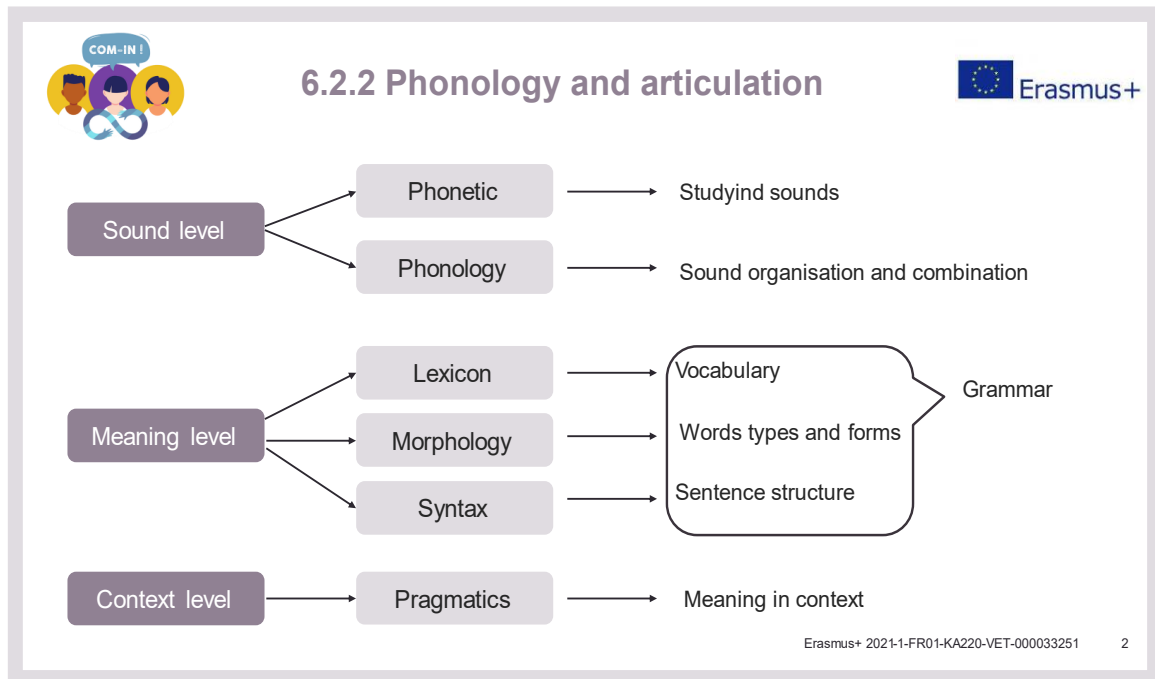 COM-IN !
6.2.2 Phonology and articulation
Erasmus+
Sound level
Phonetic
Studyind sounds
Phonology
Sound organisation and combination
Meaning level
Lexicon
Vocabulary
Grammar
Morphology
Words types and forms
Syntax
Sentence structure
Context level
Pragmatics
Meaning in context
Erasmus+ 2021-1-FR01-KA220-VET-000033251
2